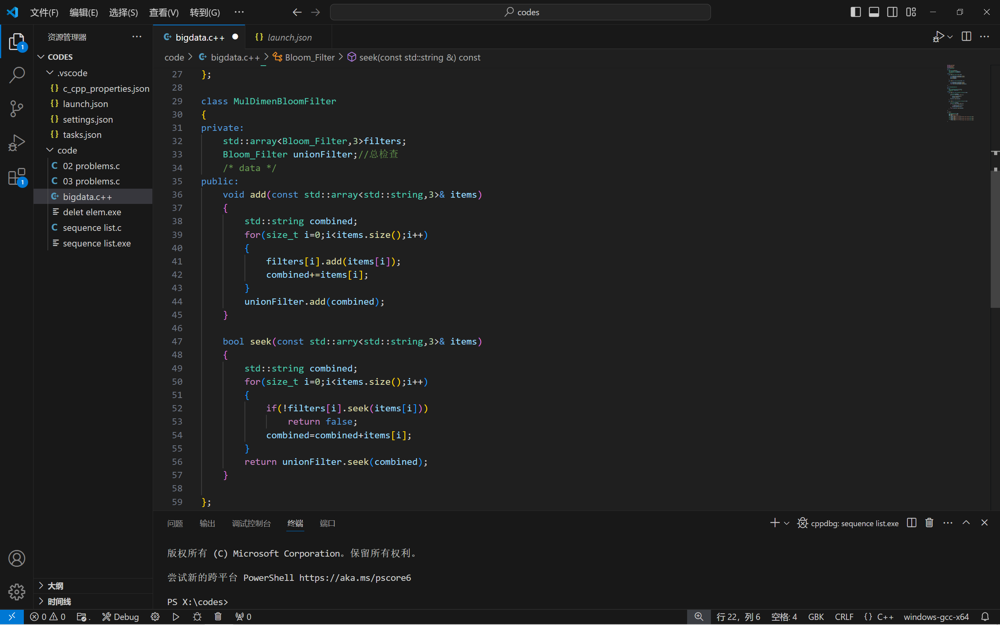 文件(F) 编辑(E) 选择(S) 查看(V) 转到(G) ··· codes
资源管理器 ···
bigdata.c++ launch.json
CODES
code > bigdata.c++ > Bloom_Filter > seek(const std::string &) const
.vscode
c_cpp_properties.json
launch.json
settings.json
tasks.json
code
02 problems.c
03 problems.c
bigdata.c++
delet elem.exe
sequence list.c
sequence list.exe
大纲
时间线
27 };
28
29 class MulDimenBloomFilter
30 {
31 private:
32 std::array<Bloom_Filter,3>filters;
33 Bloom_Filter unionFilter;//总检查
34 /* data */
35 public:
36 void add(const std::array<std::string,3>& items)
37 {
38 std::string combined;
39 for(size_t i=0;i<items.size();i++)
40 {
41 filters[i].add(items[i]);
42 combined+=items[i];
43 }
44 unionFilter.add(combined);
45 }
46
47 bool seek(const std::arry<std::string,3>& items)
48 {
49 std::string combined;
50 for(size_t i=0;i<items.size();i++)
51 {
52 if(!filters[i].seek(items[i]))
53 return false;
54 combined=combined+items[i];
55 }
56 return unionFilter.seek(combined);
57 }
58
59 };
问题 输出 调试控制台 终端 端口 cppdbg: sequence list.exe
版权所有 (C) Microsoft Corporation。保留所有权利。
尝试新的跨平台 PowerShell https://aka.ms/pscore6
PS X:\codes>
0 0 . Debug 0 行 22，列 6 空格: 4 GBK CRLF {} C++ windows-gcc-x64